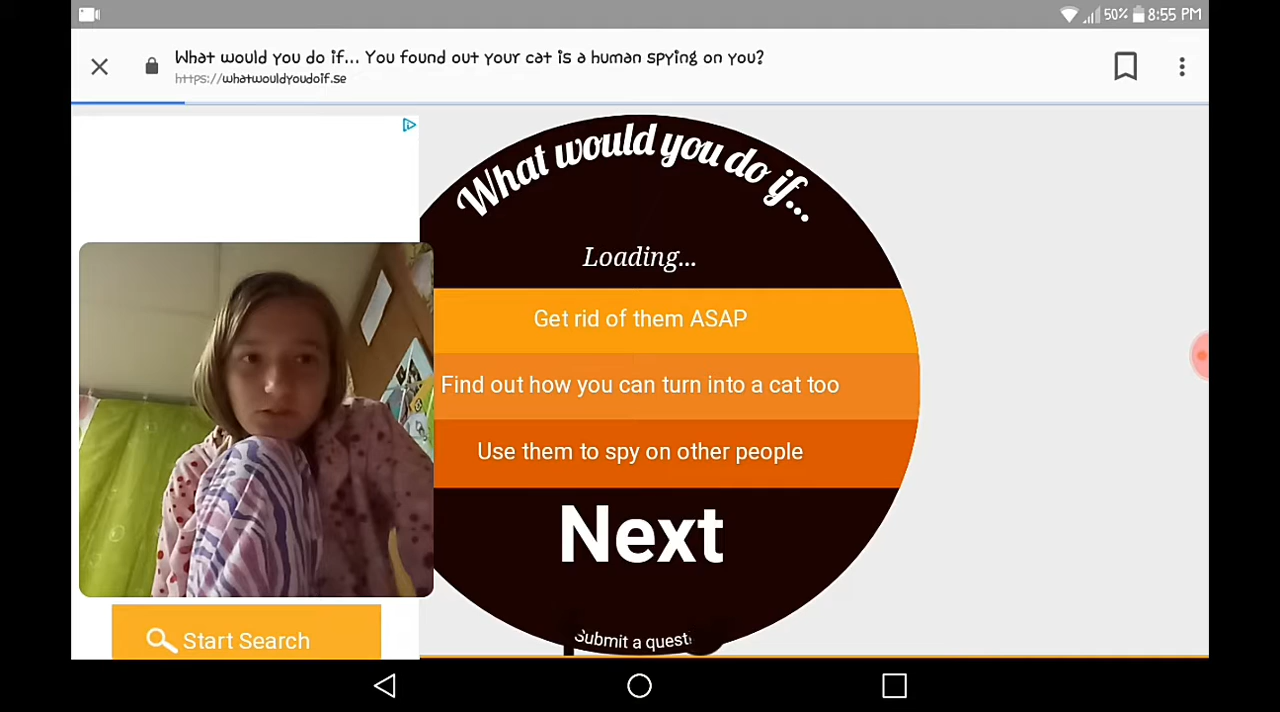 50% 8:55 PM
What would you do if... You found out your cat is a human spying on you?
https://whatwouldyoudoif.se
What would you do if...
Loading...
Get rid of them ASAP
Find out how you can turn into a cat too
Use them to spy on other people
Next
Submit a questi
Start Search